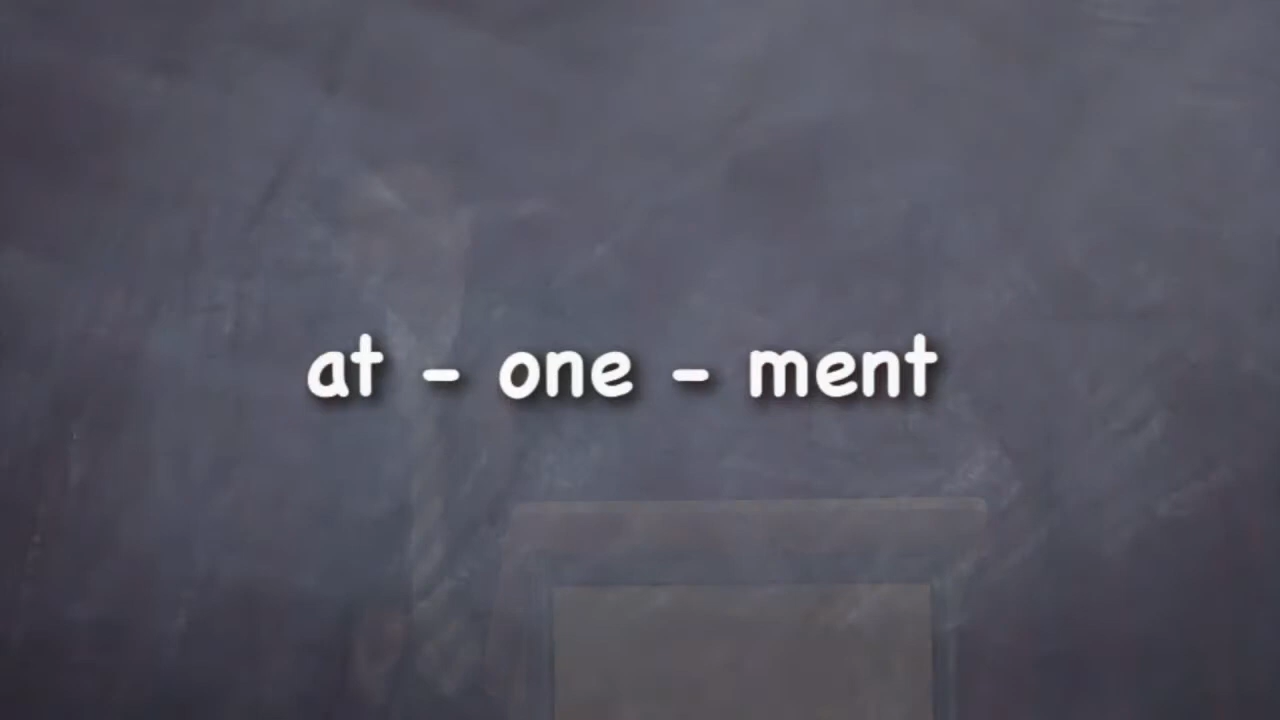 at - one - ment